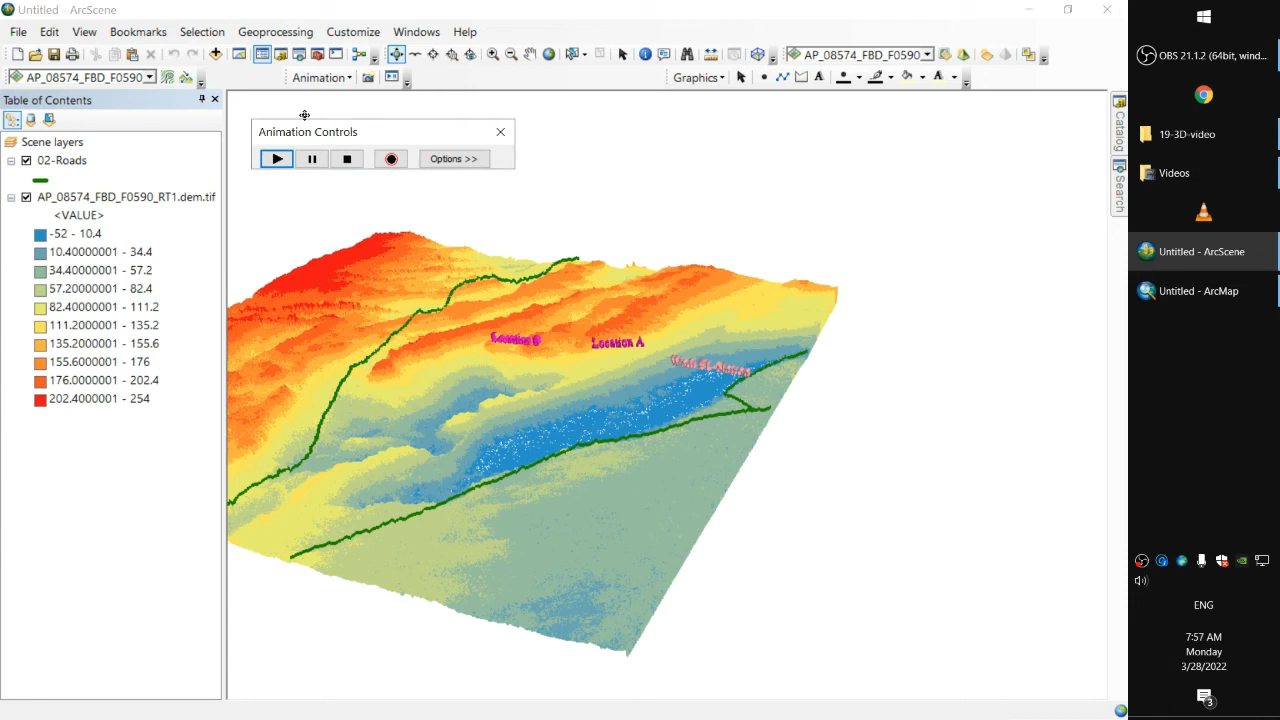 Untitled - ArcScene
File Edit View Bookmarks Selection Geoprocessing Customize Windows Help
AP_08574_FBD_F0590
AP_08574_FBD_F0590
Animation
Graphics
A
A
Table of Contents
Scene layers
02-Roads
AP_08574_FBD_F0590_RT1.dem.tif
<VALUE>
-52 - 10.4
10.40000001 - 34.4
34.40000001 - 57.2
57.20000001 - 82.4
82.40000001 - 111.2
111.2000001 - 135.2
135.2000001 - 155.6
155.6000001 - 176
176.0000001 - 202.4
202.4000001 - 254
Animation Controls
Options >>
Location A
Catalog
Search
OBS 21.1.2 (64bit, wind...
19-3D-video
Videos
Untitled - ArcScene
Untitled - ArcMap
ENG
7:57 AM
Monday
3/28/2022
3